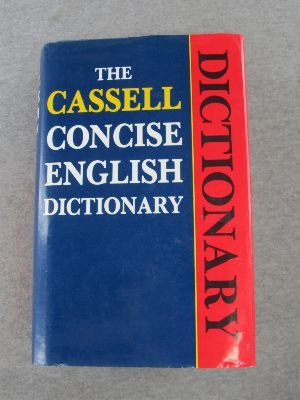 THE
CASSELL
CONCISE
ENGLISH
DICTIONARY
DICTIONARY